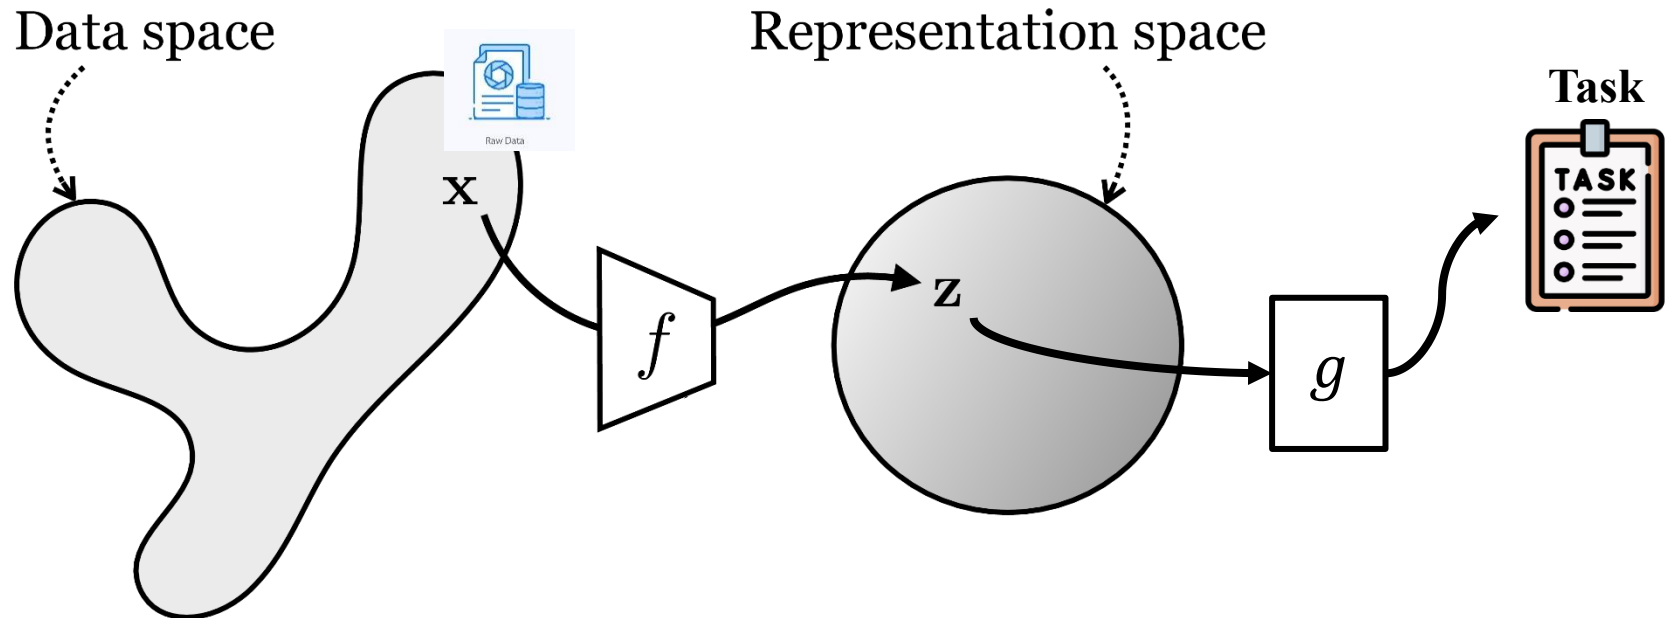 Data space
Representation space
Task
Raw Data
TASK
x
z
f
g